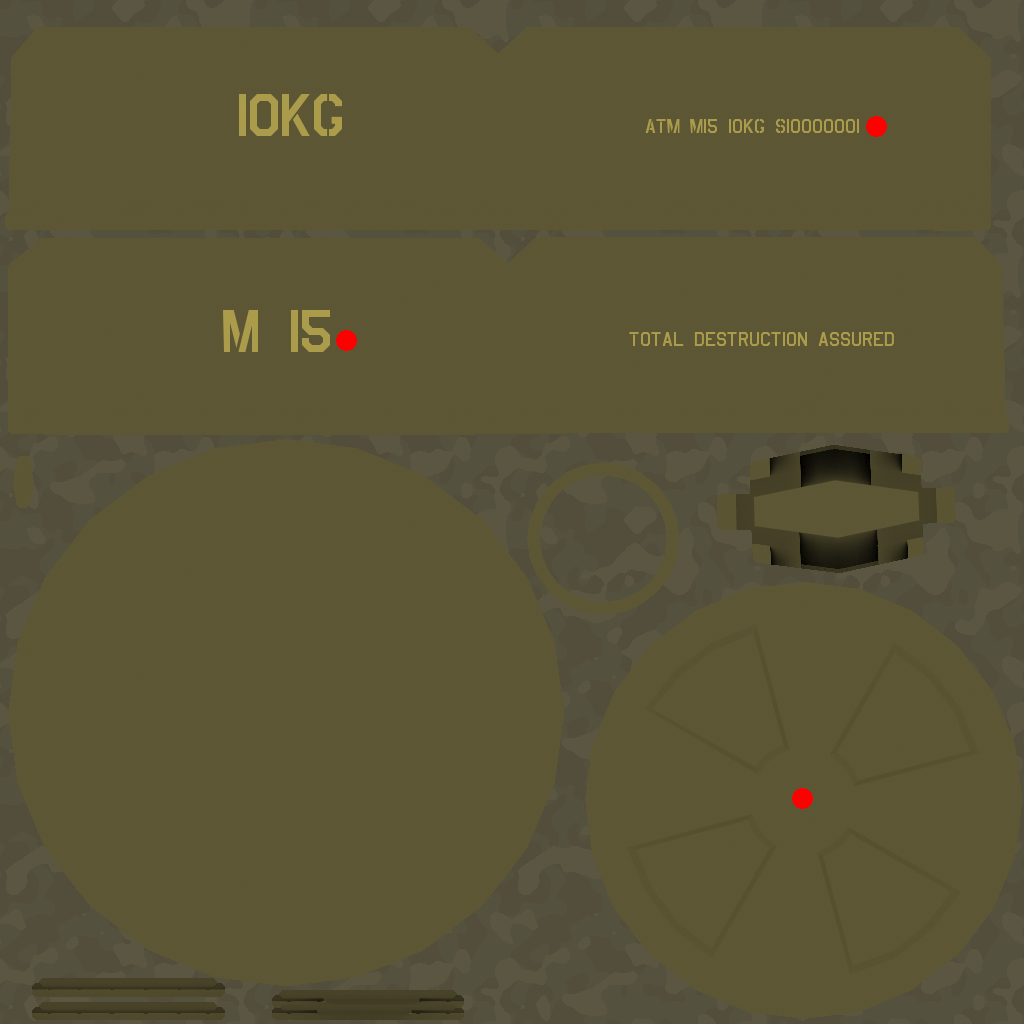 10KG
ATM M15 10KG S10000001
M 15
TOTAL DESTRUCTION ASSURED